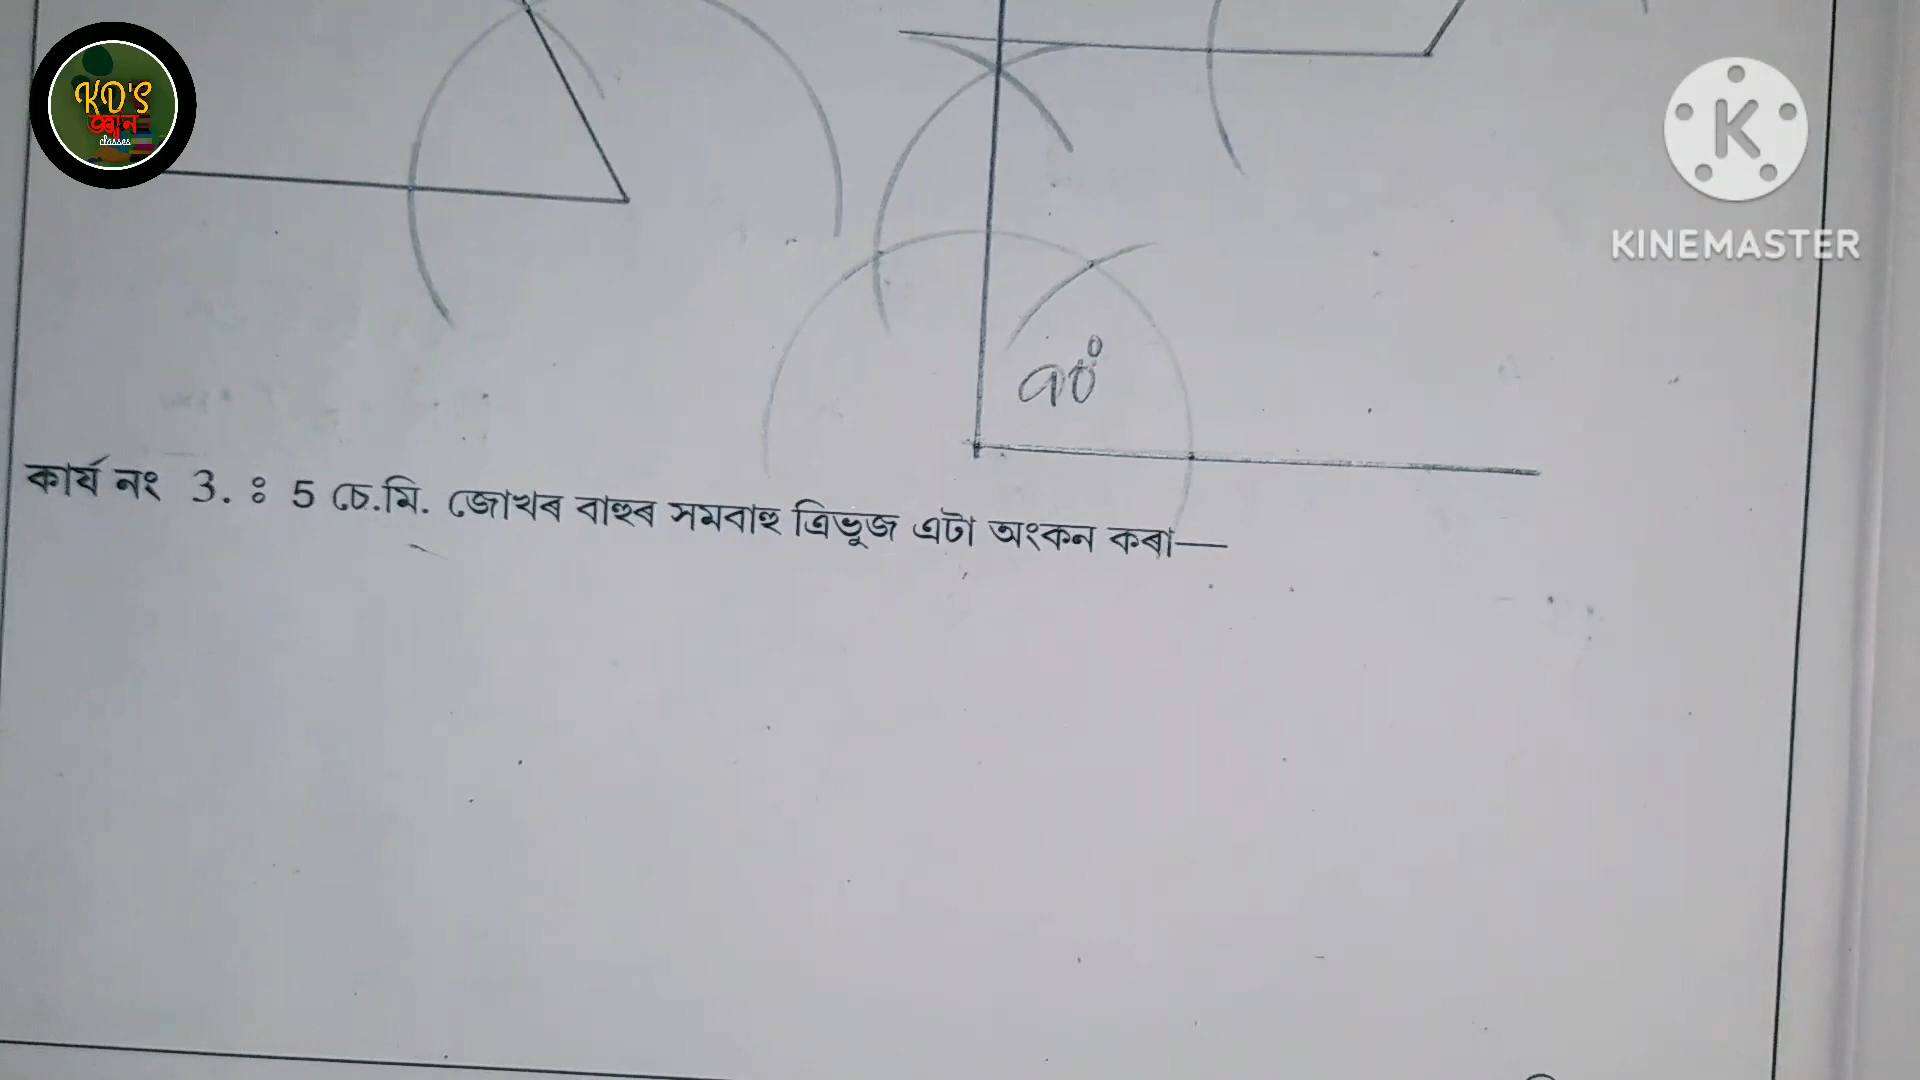 KD'S
জ্ঞান
classes
K
KINEMASTER
90°
কাৰ্য নং 3. ঃ 5 চে.মি. জোখৰ বাহুৰ সমবাহু ত্ৰিভূজ এটা অংকন কৰা—